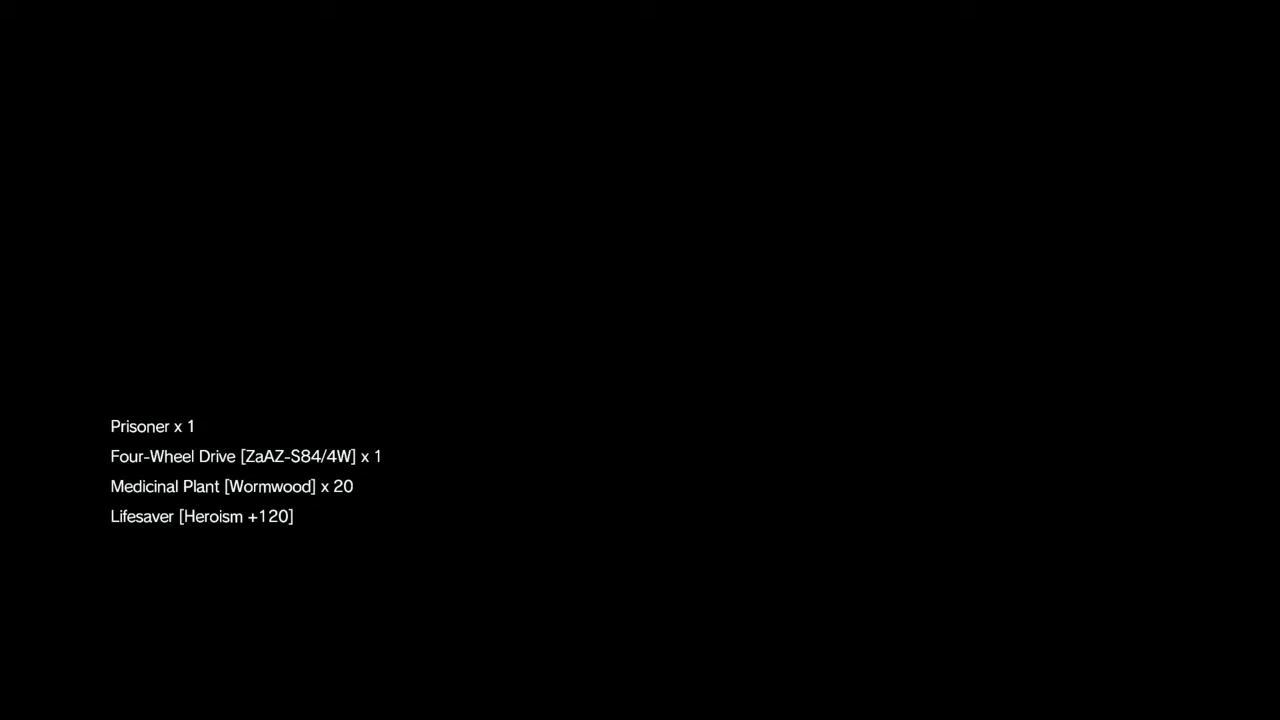 Prisoner x 1
Four-Wheel Drive [ZaAZ-S84/4W] x 1
Medicinal Plant [Wormwood] x 20
Lifesaver [Heroism +120]